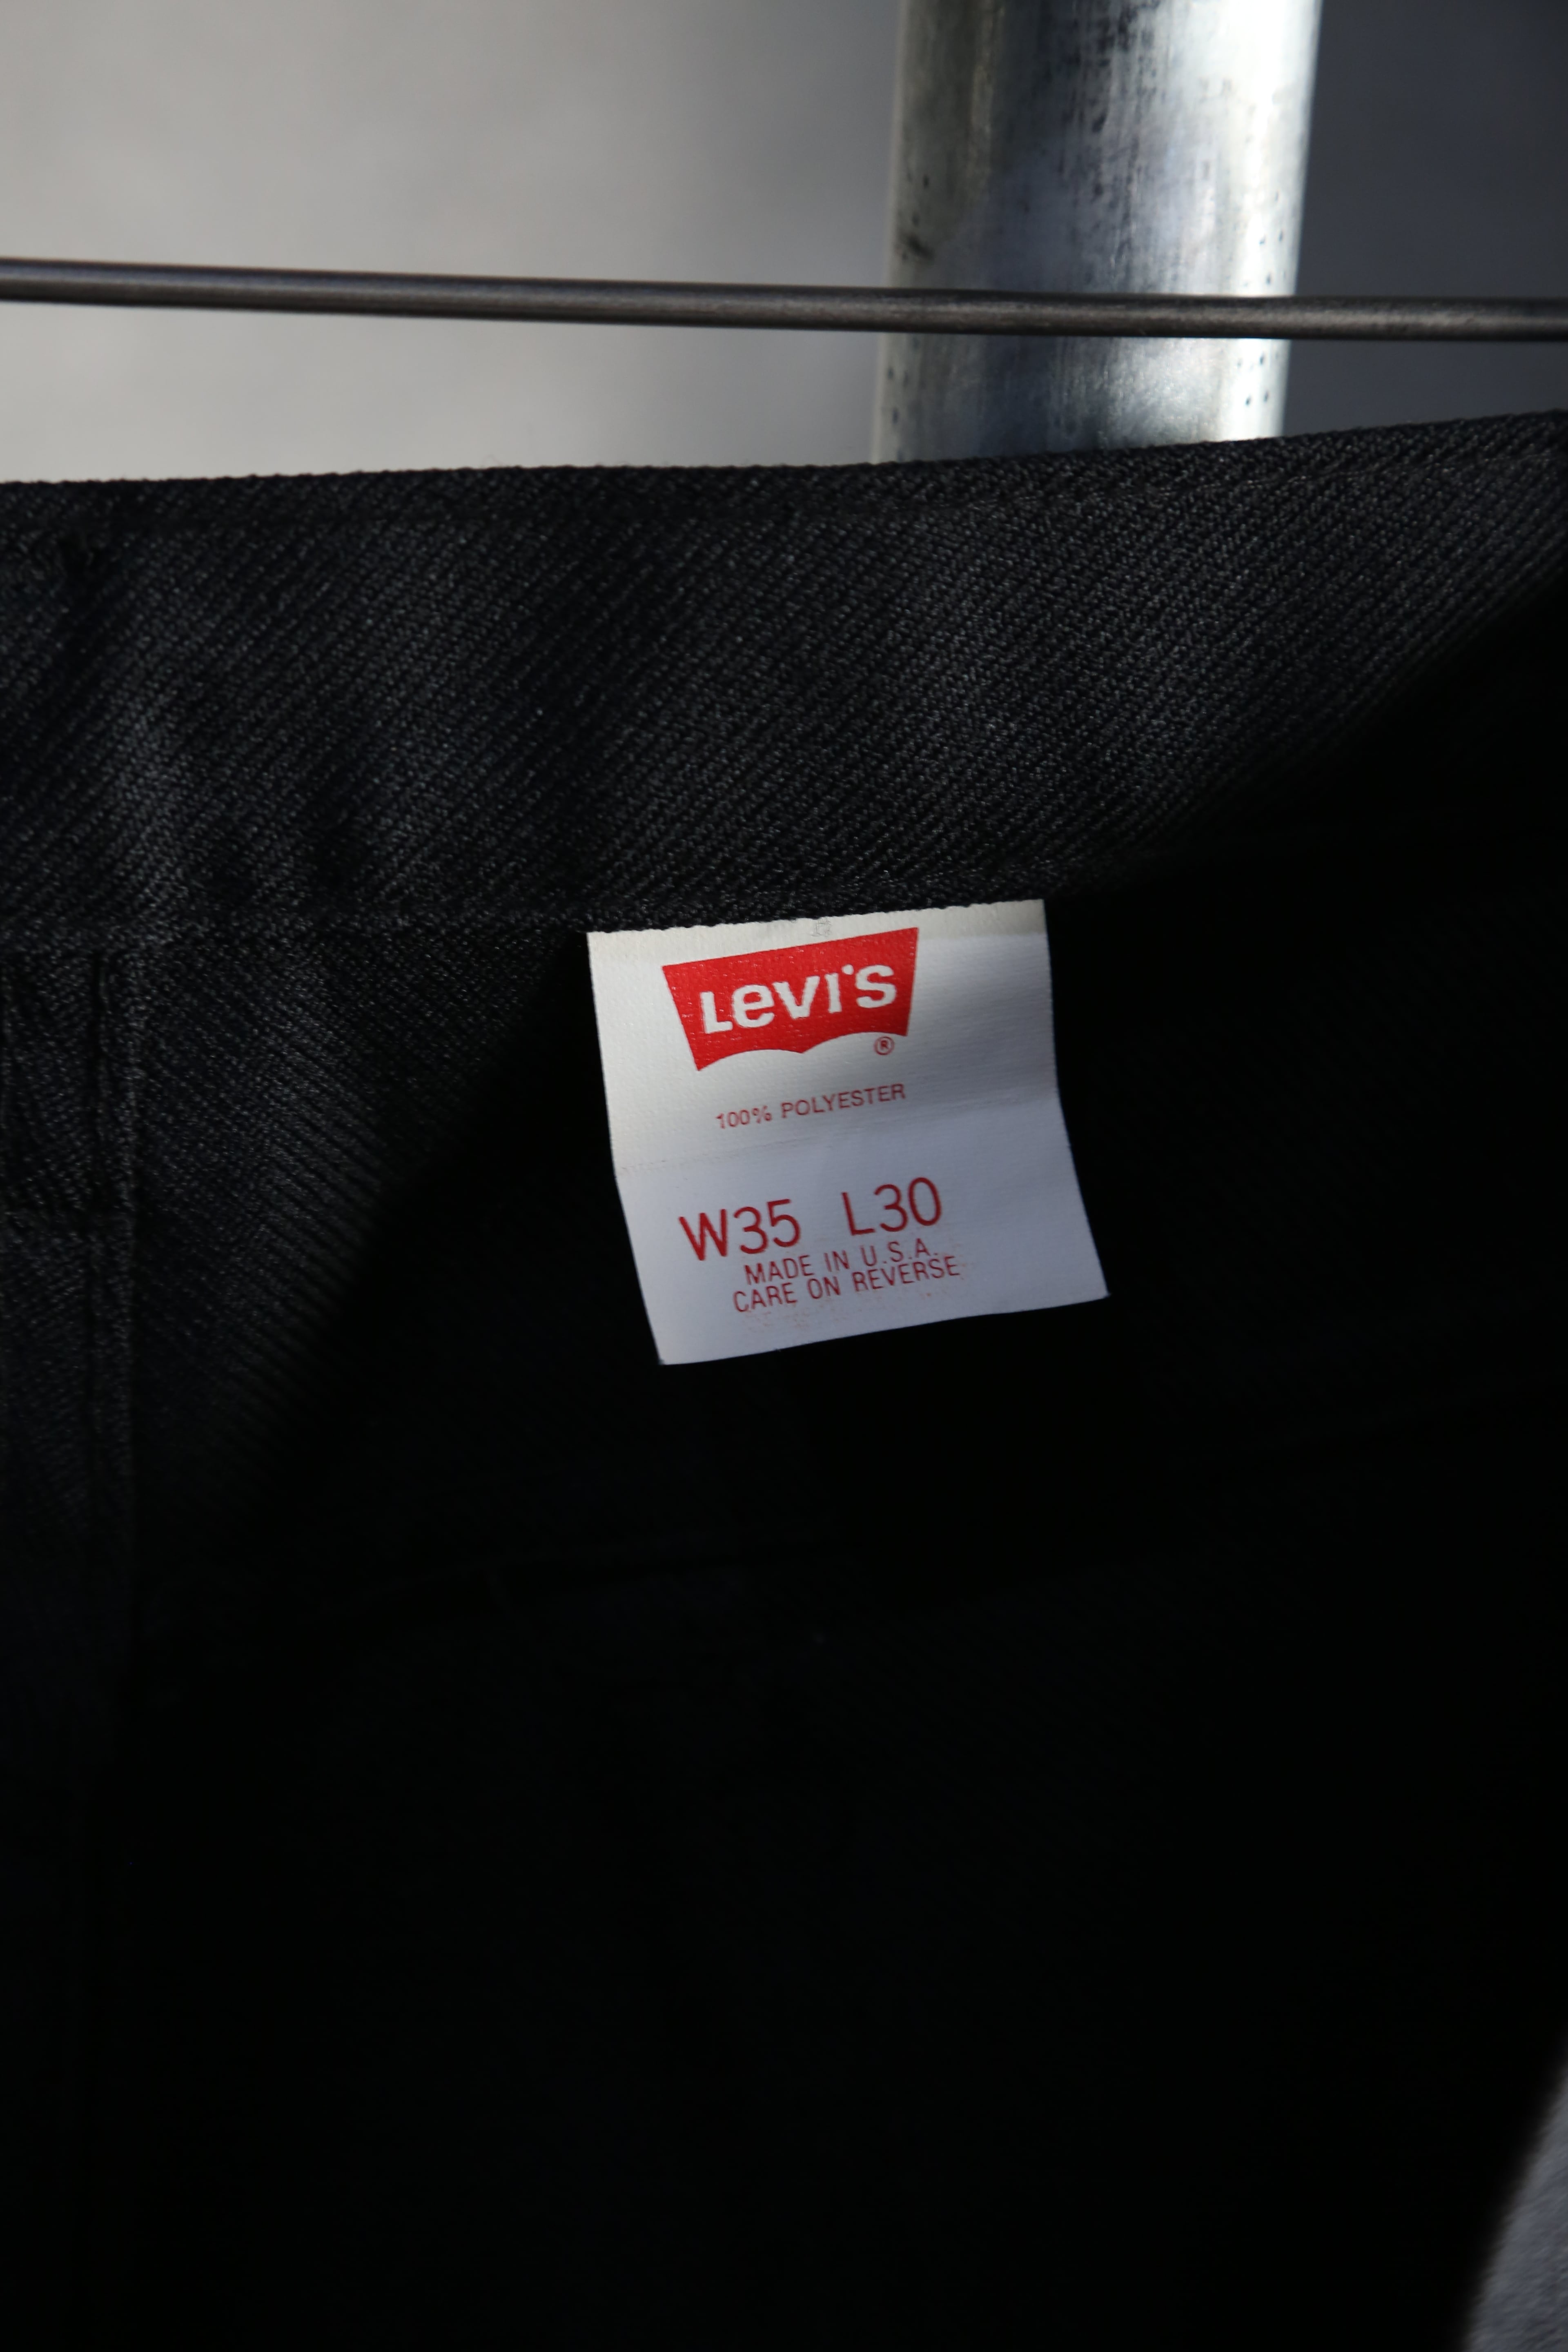 LEVI'S
®
100% POLYESTER
W35 L30
MADE IN U.S.A.
CARE ON REVERSE